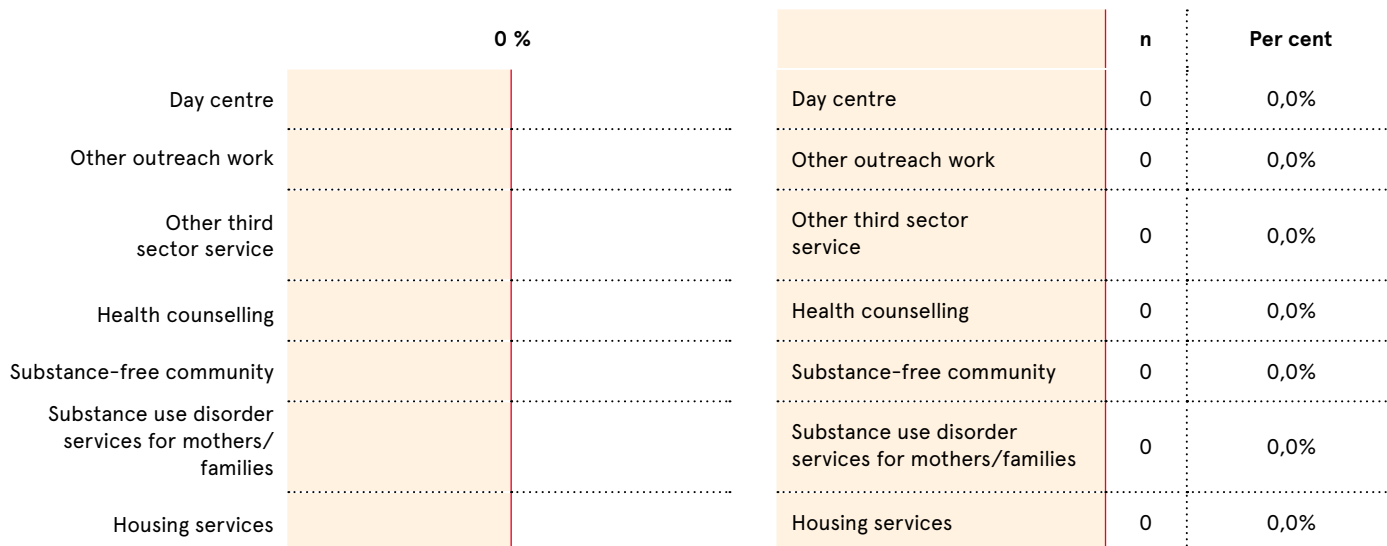 0 %
Day centre
Other outreach work
Other third
sector service
Health counselling
Substance-free community
Substance use disorder
services for mothers/
families
Housing services
n Per cent
Day centre 0 0,0%
Other outreach work 0 0,0%
Other third sector
service 0 0,0%
Health counselling 0 0,0%
Substance-free community 0 0,0%
Substance use disorder
services for mothers/families 0 0,0%
Housing services 0 0,0%